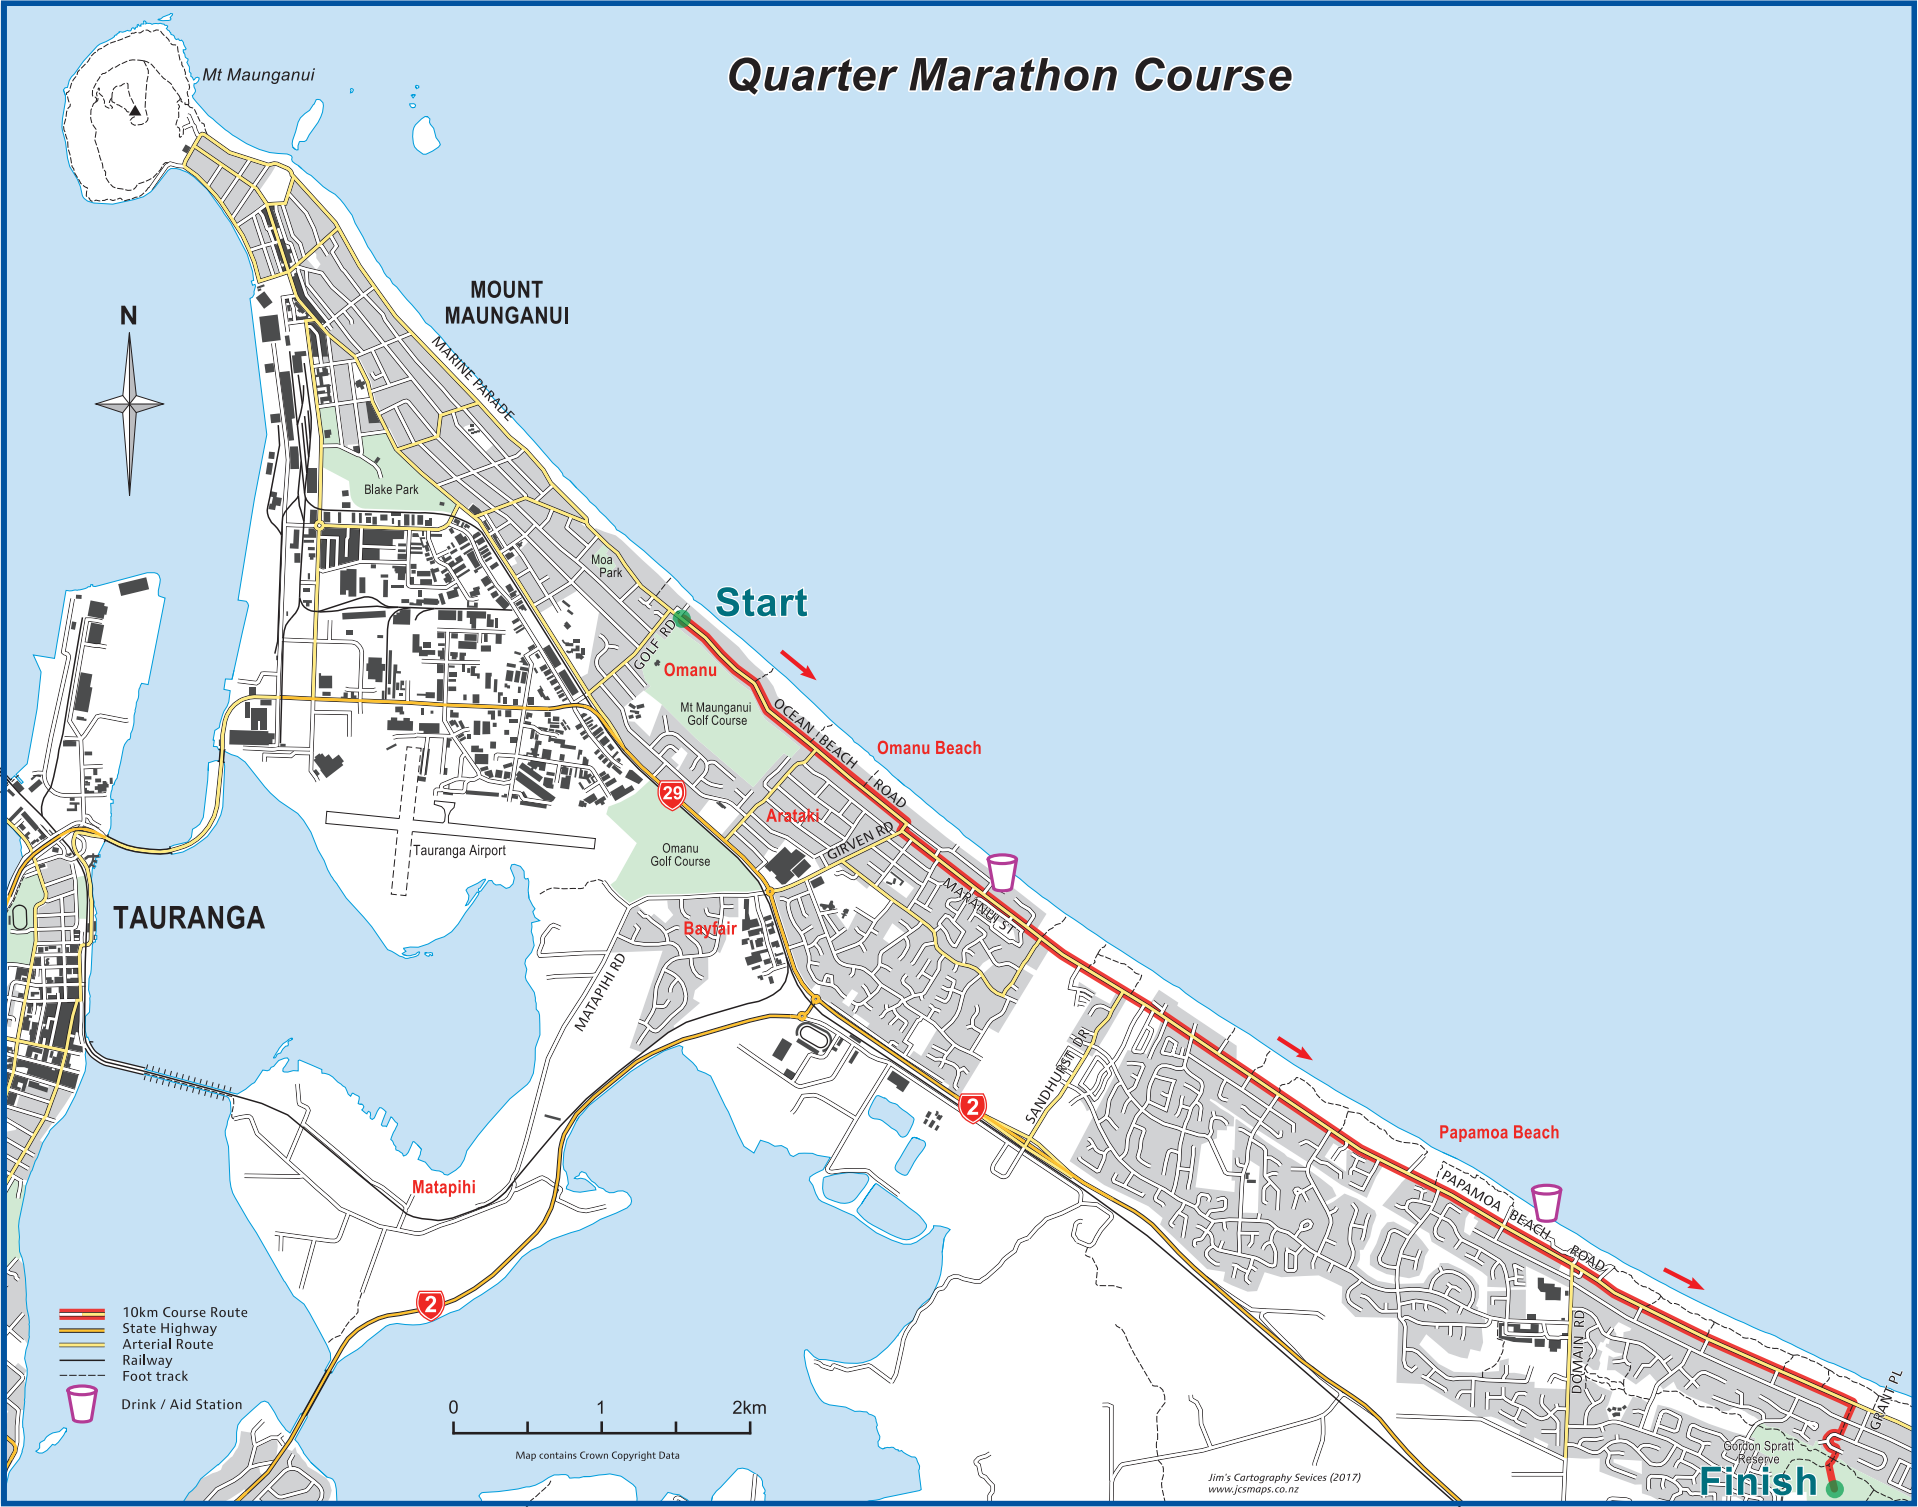 Quarter Marathon Course
Mt Maunganui
N
MOUNT
MAUNGANUI
MARINE PARADE
Blake Park
Moa
Park
Start
GOLF RD
Omanu
Mt Maunganui
Golf Course
OCEAN BEACH ROAD
Omanu Beach
29
Arataki
GIRVEN RD
Tauranga Airport
Omanu
Golf Course
MARANUI ST
TAURANGA
Bayfair
MATAPIHI RD
SANDHURST DR
2
Papamoa Beach
PAPAMOA BEACH ROAD
Matapihi
2
DOMAIN RD
GRANT PL
10km Course Route
State Highway
Arterial Route
Railway
Foot track
Drink / Aid Station
0 1 2km
Map contains Crown Copyright Data
Gordon Spratt
Reserve
Finish
Jim's Cartography Sevices (2017)
www.jcsmaps.co.nz